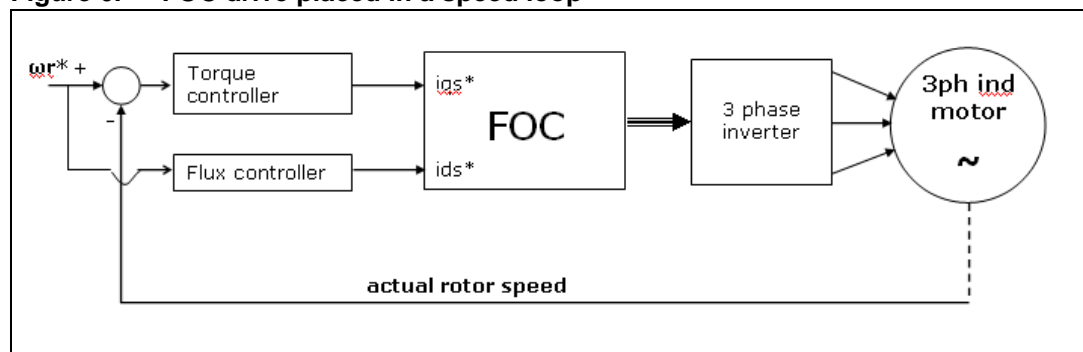 Figure FOC drive placed in a speed loop
ωr* +
-
Torque
controller
Flux controller
iqs*
FOC
ids*
3 phase
inverter
3ph ind
motor
~
actual rotor speed